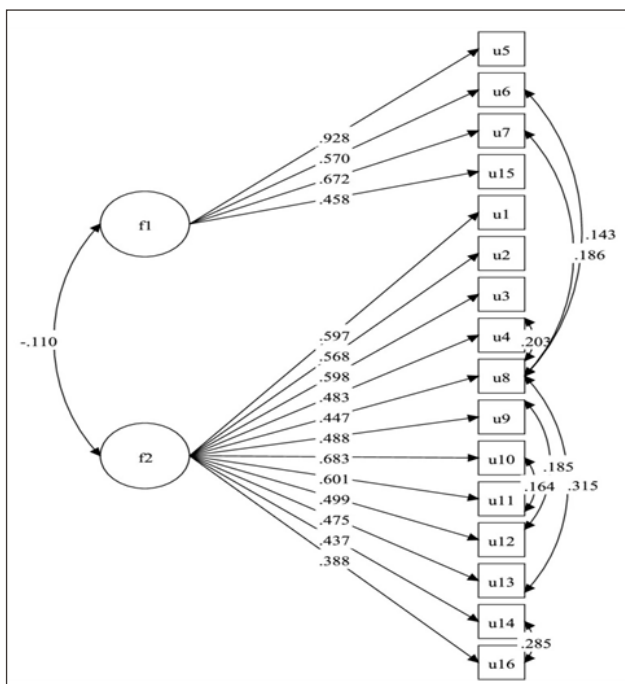 u5
u6
u7
.928
.570
.672
.458
u15
f1
u1
.143
.186
u2
u3
-.110
.597
.568
.598
.483
.447
.488
.683
.601
.499
.475
.437
.388
u4
.203
u8
u9
f2
u10
.185
.164
.315
u11
u12
u13
u14
.285
u16